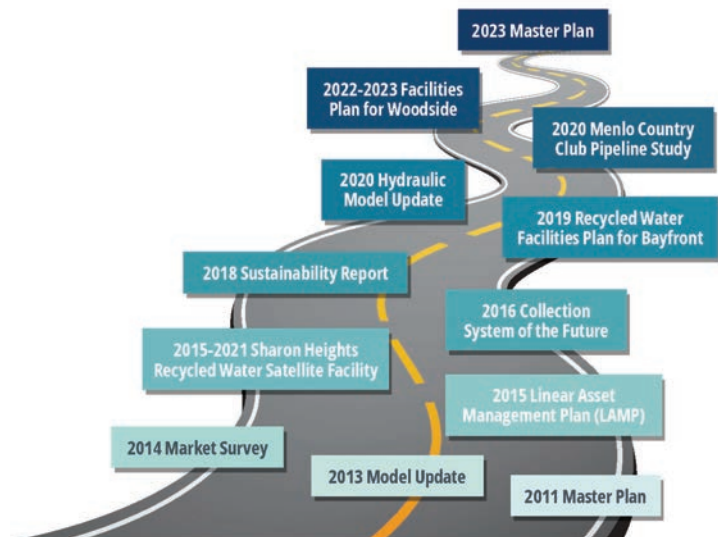 2023 Master Plan
2022-2023 Facilities
Plan for Woodside
2020 Menlo Country
Club Pipeline Study
2020 Hydraulic
Model Update
2019 Recycled Water
Facilities Plan for Bayfront
2018 Sustainability Report
2016 Collection
System of the Future
2015-2021 Sharon Heights
Recycled Water Satellite Facility
2015 Linear Asset
Management Plan (LAMP)
2014 Market Survey
2013 Model Update
2011 Master Plan